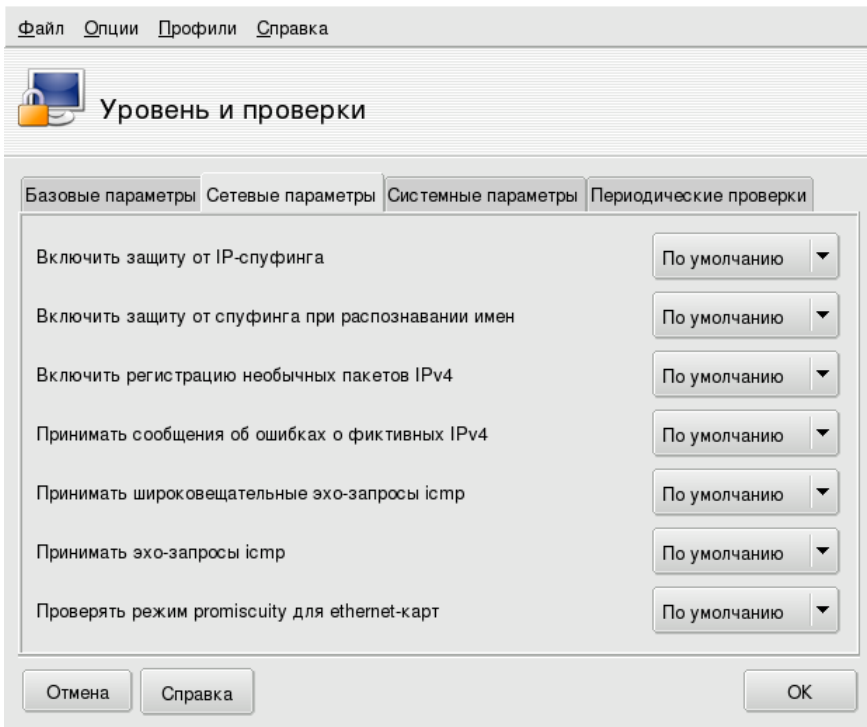 Файл Опции Профили Справка
Уровень и проверки
Базовые параметры Сетевые параметры Системные параметры Периодические проверки
Включить защиту от IP-спуфинга По умолчанию
Включить защиту от спуфинга при распознавании имен По умолчанию
Включить регистрацию необычных пакетов IPv4 По умолчанию
Принимать сообщения об ошибках о фиктивных IPv4 По умолчанию
Принимать широковещательные эхо-запросы icmp По умолчанию
Принимать эхо-запросы icmp По умолчанию
Проверять режим promiscuity для ethernet-карт По умолчанию
Отмена Справка OK